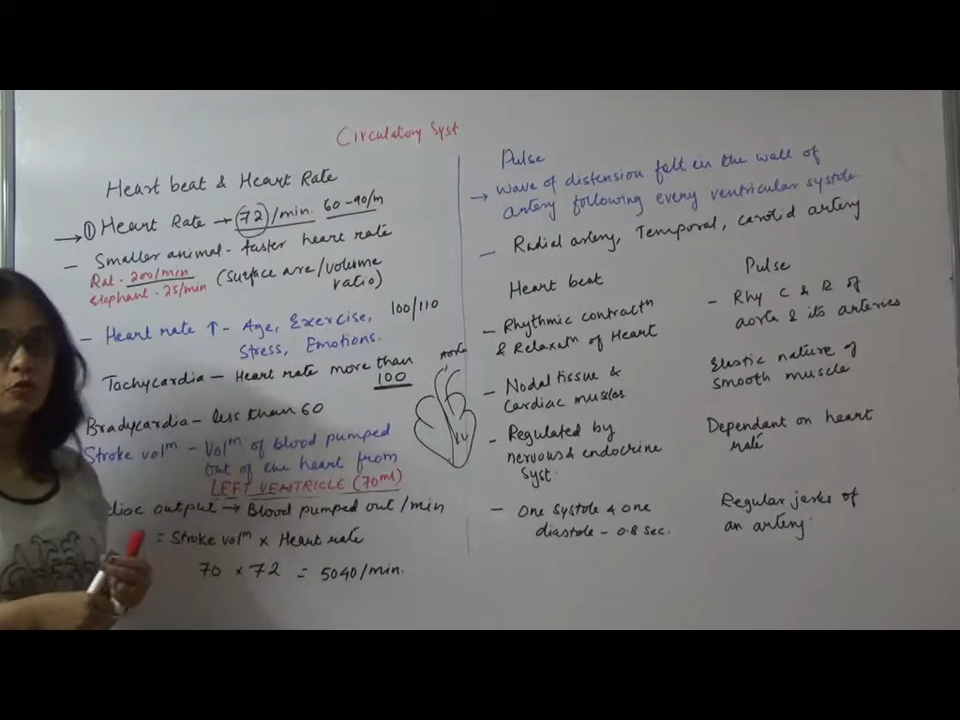 Circulatory Syst
Heart beat & Heart Rate
→ ① Heart Rate → 72/min. 60-90/m
- Smaller animal - faster heart rate
Rat - 200/min (surface are/volume
Elephant - 25/min ratio)
- Heart rate ↑ - Age, Exercise, 100/110
Stress, Emotions.
Tachycardia - Heart rate more than
100
Bradycardia - less than 60
Stroke volm - Volm of blood pumped
out of the heart from
LEFT VENTRICLE (70ml)
diac output → Blood pumped out/min
= Stroke volm × Heart rate
70 × 72 = 5040/min.
Aorta
LV
Pulse
→ Wave of distension felt in the wall of
artery following every ventricular systole
- Radial artery, Temporal, carotid artery
Heart beat
- Rhythmic contractn
& Relaxatn of Heart
- Nodal tissue &
Cardiac muscles
- Regulated by
nervous & endocrine
syst.
- One systole & one
diastole - 0.8 sec.
Pulse
- Rhy C & R of
aorta & its arteries
Elastic nature of
smooth muscle
Dependant on heart
rate
Regular jerks of
an artery.